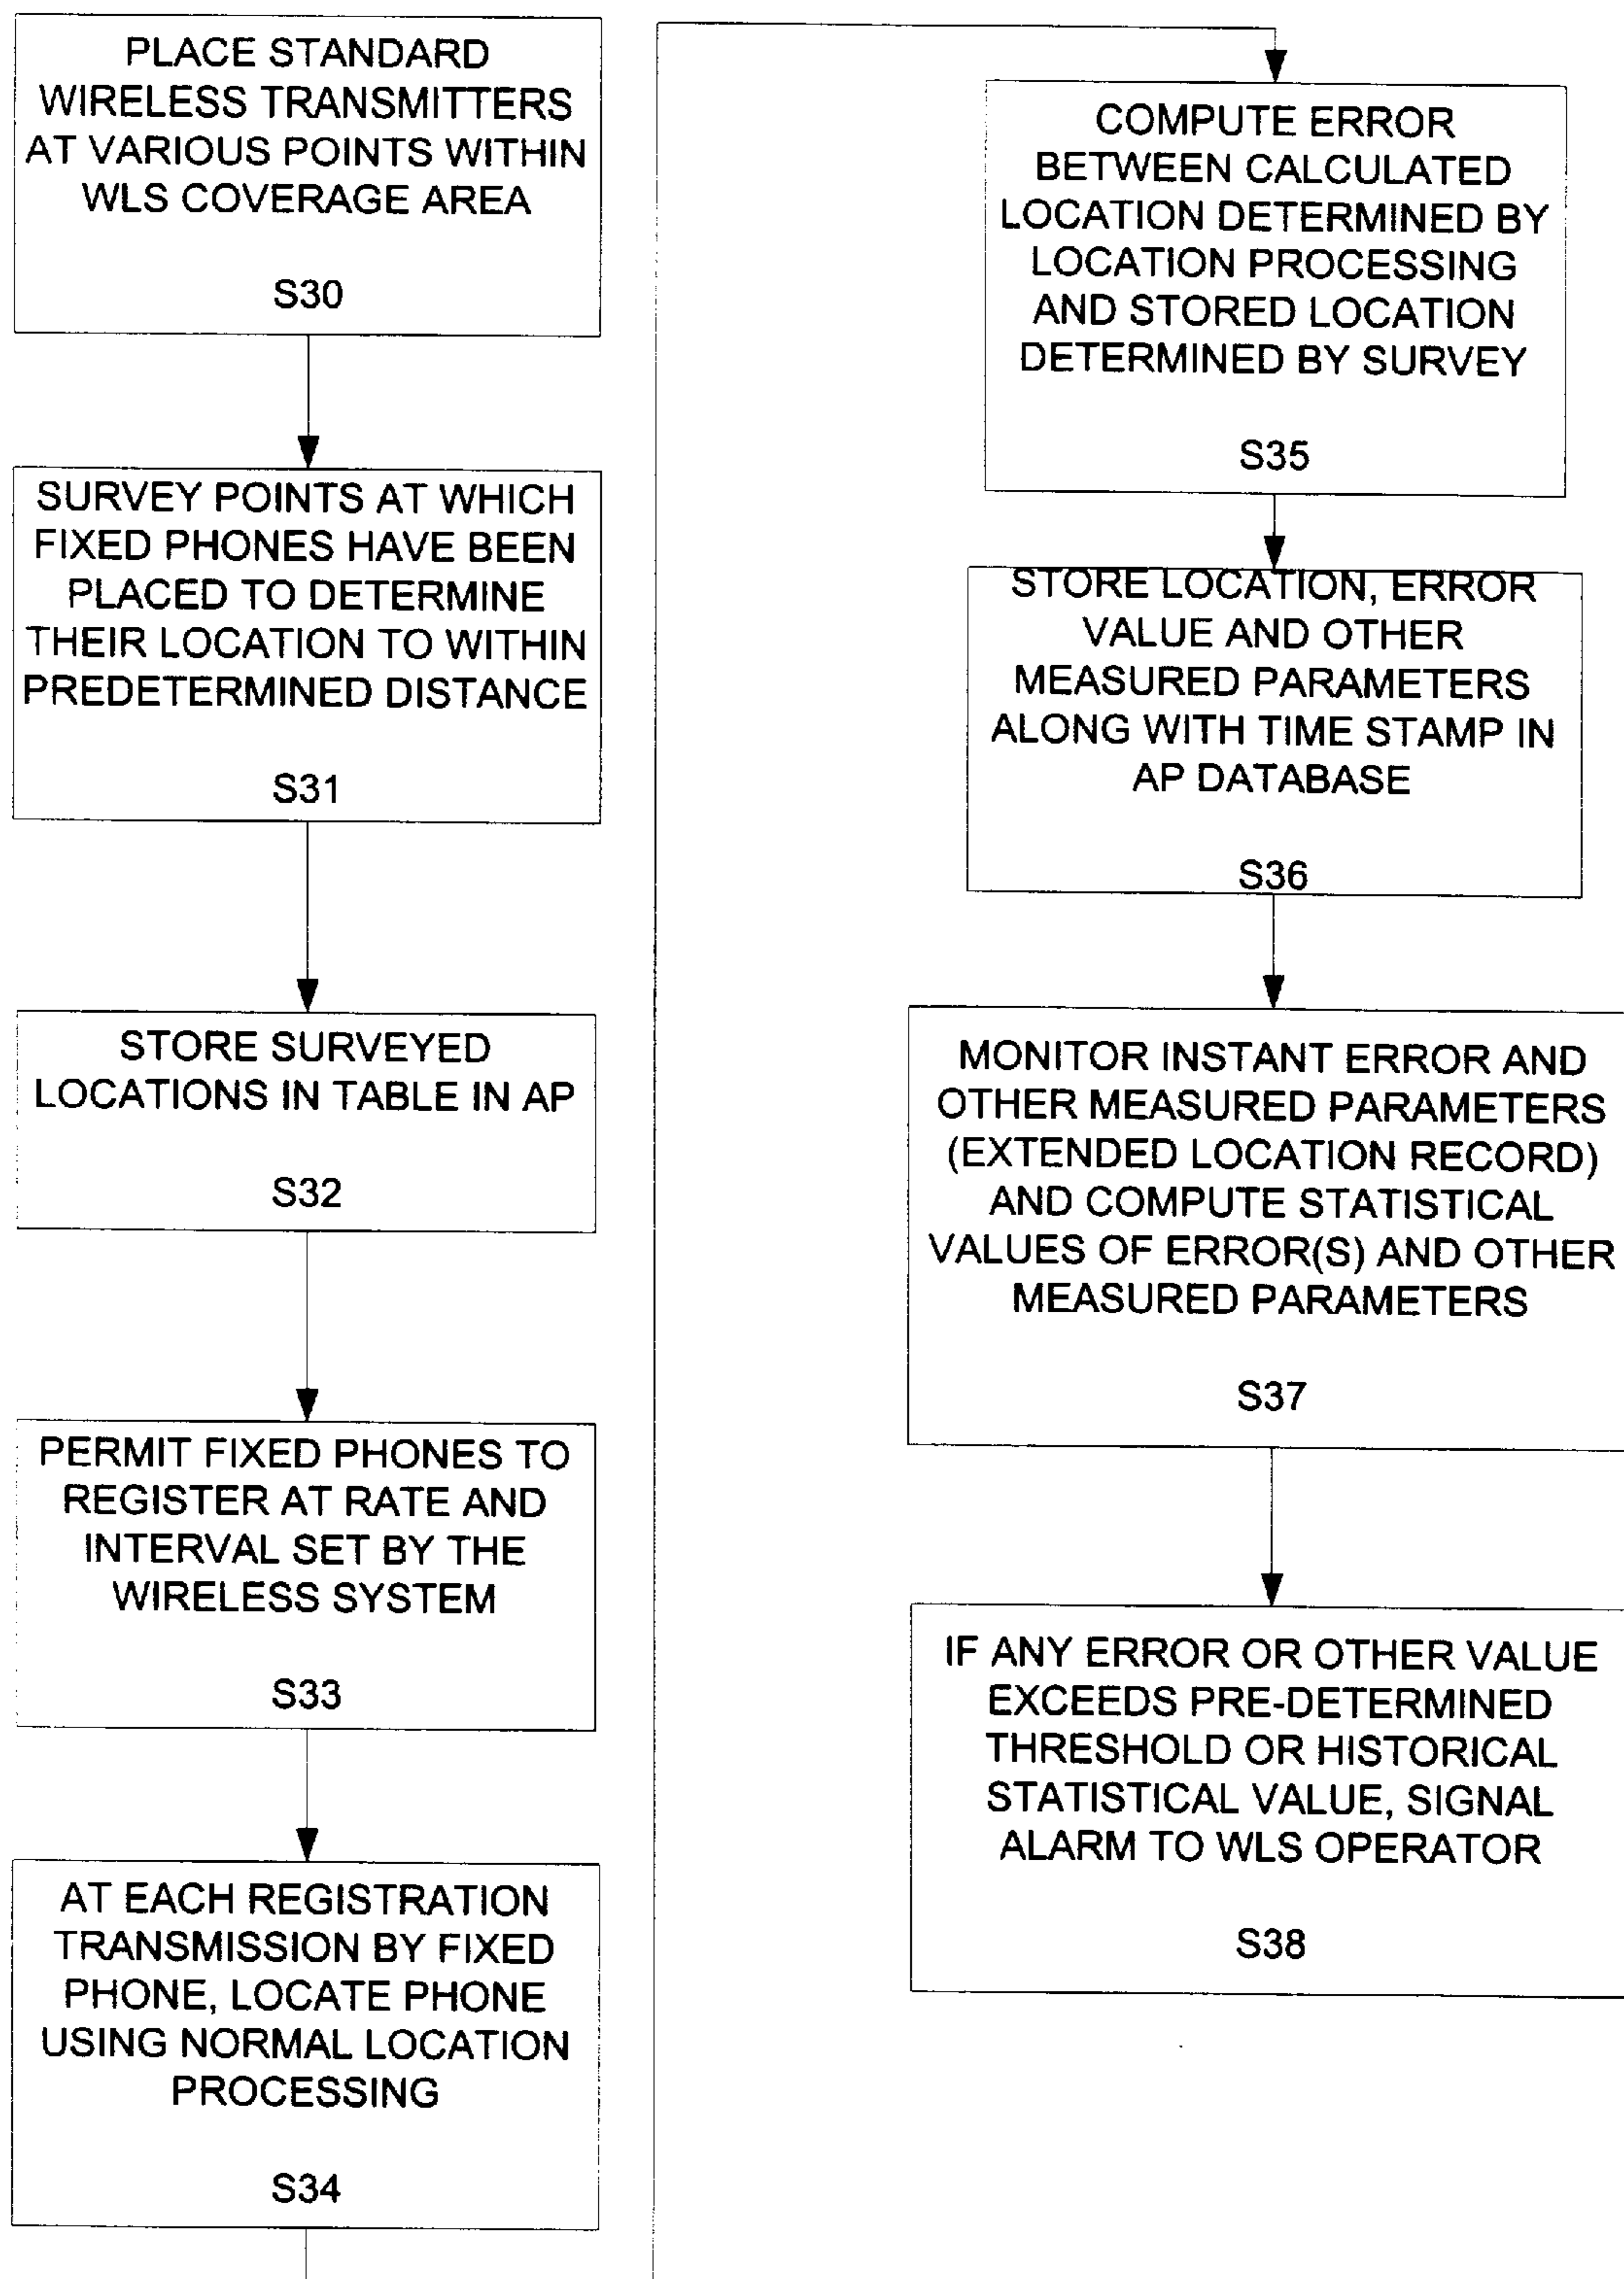 PLACE STANDARD
WIRELESS TRANSMITTERS
AT VARIOUS POINTS WITHIN
WLS COVERAGE AREA
S30
SURVEY POINTS AT WHICH
FIXED PHONES HAVE BEEN
PLACED TO DETERMINE
THEIR LOCATION TO WITHIN
PREDETERMINED DISTANCE
S31
STORE SURVEYED
LOCATIONS IN TABLE IN AP
S32
PERMIT FIXED PHONES TO
REGISTER AT RATE AND
INTERVAL SET BY THE
WIRELESS SYSTEM
S33
AT EACH REGISTRATION
TRANSMISSION BY FIXED
PHONE, LOCATE PHONE
USING NORMAL LOCATION
PROCESSING
S34
COMPUTE ERROR
BETWEEN CALCULATED
LOCATION DETERMINED BY
LOCATION PROCESSING
AND STORED LOCATION
DETERMINED BY SURVEY
S35
STORE LOCATION, ERROR
VALUE AND OTHER
MEASURED PARAMETERS
ALONG WITH TIME STAMP IN
AP DATABASE
S36
MONITOR INSTANT ERROR AND
OTHER MEASURED PARAMETERS
(EXTENDED LOCATION RECORD)
AND COMPUTE STATISTICAL
VALUES OF ERROR(S) AND OTHER
MEASURED PARAMETERS
S37
IF ANY ERROR OR OTHER VALUE
EXCEEDS PRE-DETERMINED
THRESHOLD OR HISTORICAL
STATISTICAL VALUE, SIGNAL
ALARM TO WLS OPERATOR
S38